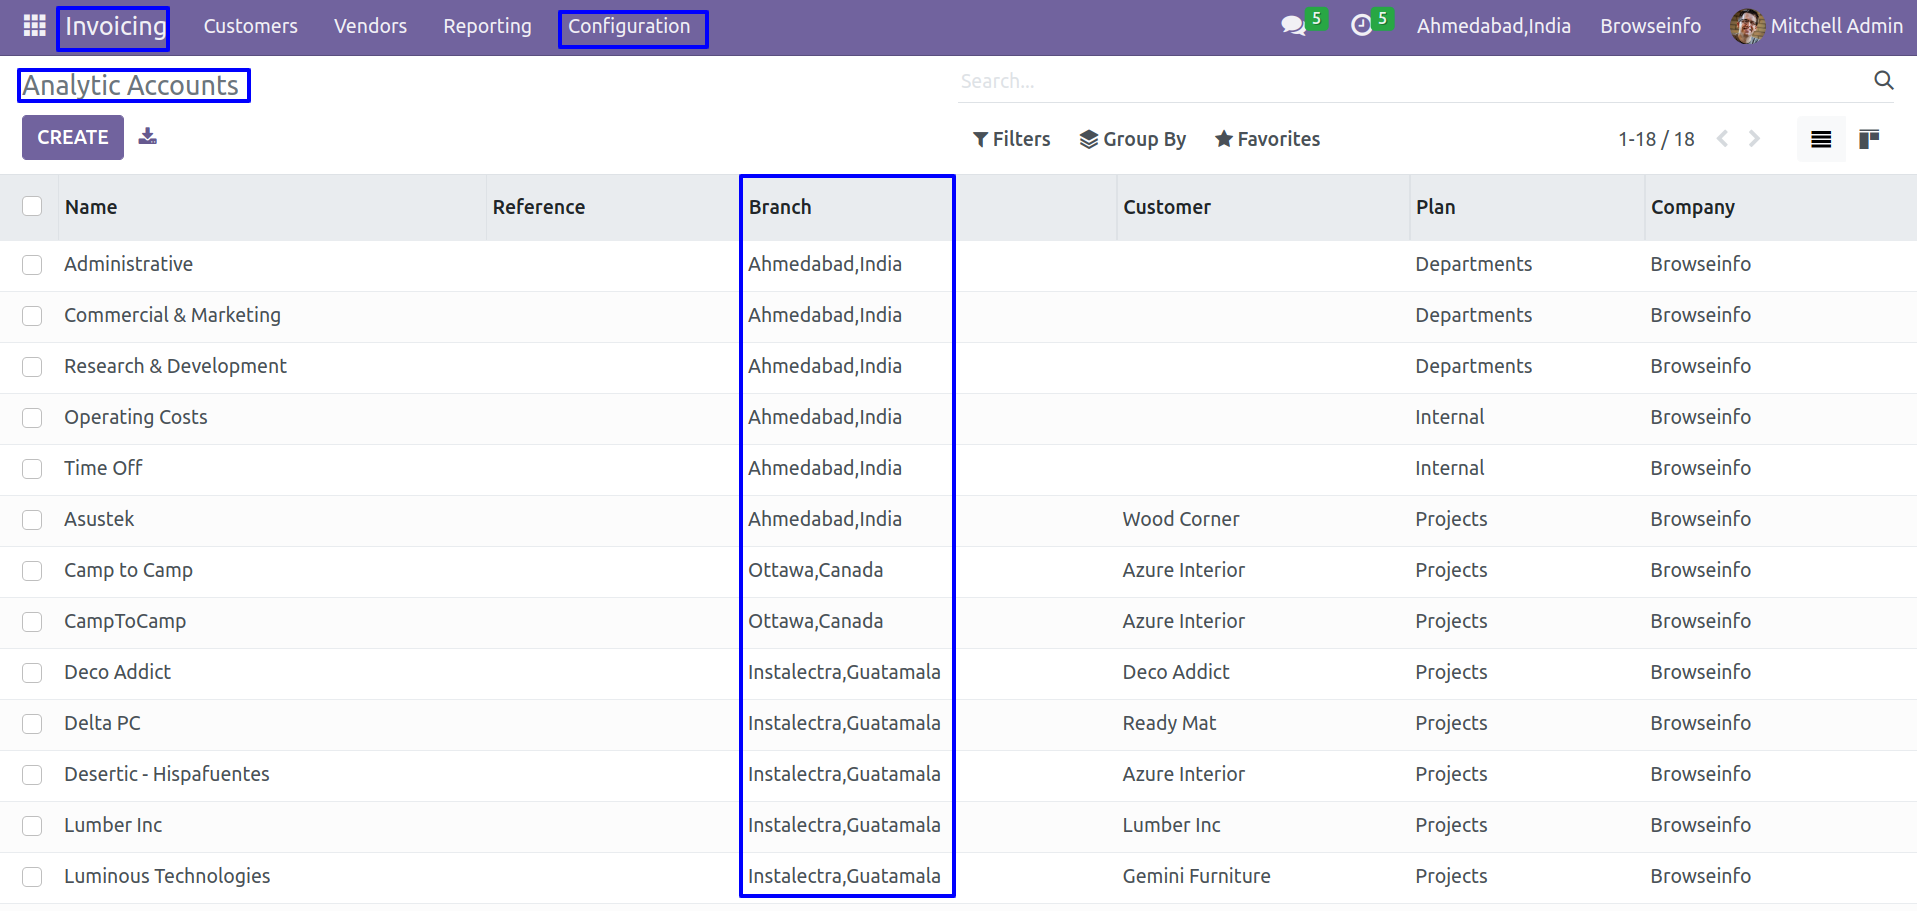 Invoicing Customers Vendors Reporting Configuration 5 5 Ahmedabad,India Browseinfo Mitchell Admin
Analytic Accounts Search...
CREATE Filters Group By Favorites 1-18 / 18
Name Reference Branch Customer Plan Company
Administrative Ahmedabad,India Departments Browseinfo
Commercial & Marketing Ahmedabad,India Departments Browseinfo
Research & Development Ahmedabad,India Departments Browseinfo
Operating Costs Ahmedabad,India Internal Browseinfo
Time Off Ahmedabad,India Internal Browseinfo
Asustek Ahmedabad,India Wood Corner Projects Browseinfo
Camp to Camp Ottawa,Canada Azure Interior Projects Browseinfo
CampToCamp Ottawa,Canada Azure Interior Projects Browseinfo
Deco Addict Instalectra,Guatamala Deco Addict Projects Browseinfo
Delta PC Instalectra,Guatamala Ready Mat Projects Browseinfo
Desertic - Hispafuentes Instalectra,Guatamala Azure Interior Projects Browseinfo
Lumber Inc Instalectra,Guatamala Lumber Inc Projects Browseinfo
Luminous Technologies Instalectra,Guatamala Gemini Furniture Projects Browseinfo